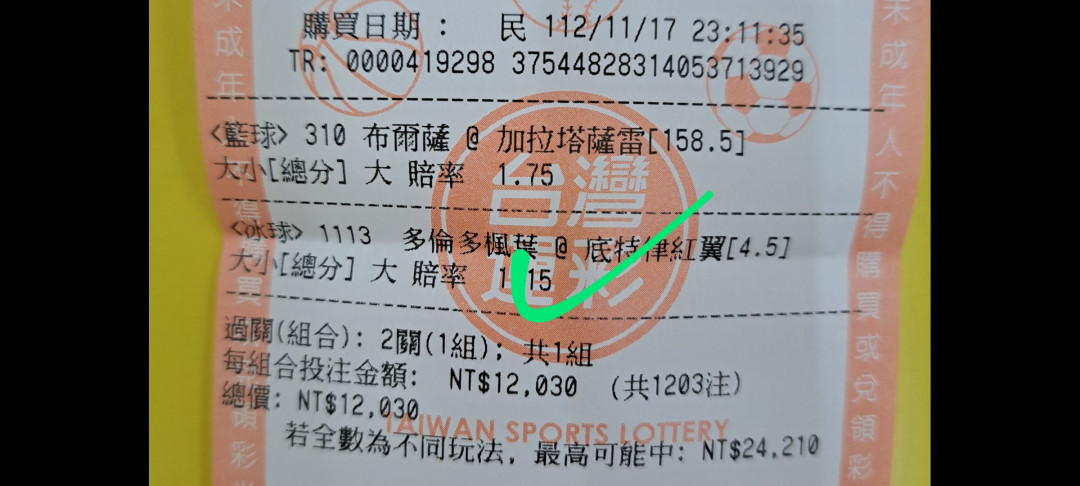 購買日期： 民 112/11/17 23:11:35
TR: 0000419298 37544828314053713929
<籃球> 310 布爾薩 @ 加拉塔薩雷[158.5]
大小[總分] 大 賠率 1.75
<冰球> 1113 多倫多楓葉 @ 底特律紅翼[4.5]
大小[總分] 大 賠率 1.15
過關(組合): 2關(1組); 共1組
每組合投注金額: NT$12,030 (共1203注)
總價: NT$12,030
若全數為不同玩法, 最高可能中: NT$24,210
台灣
運彩
TAIWAN SPORTS LOTTERY
未成年人不得購買或兌領彩